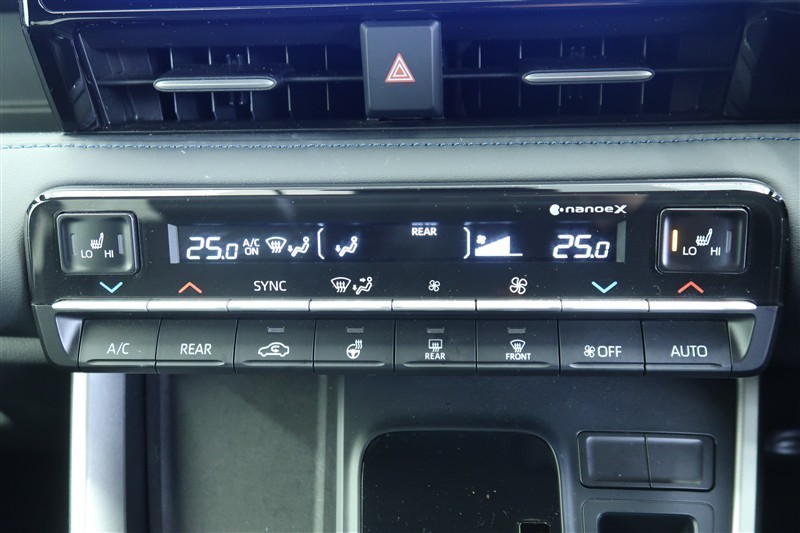 nanoeX
LO HI
25.0 A/C ON REAR 25.0
LO HI
SYNC
A/C REAR REAR FRONT OFF AUTO